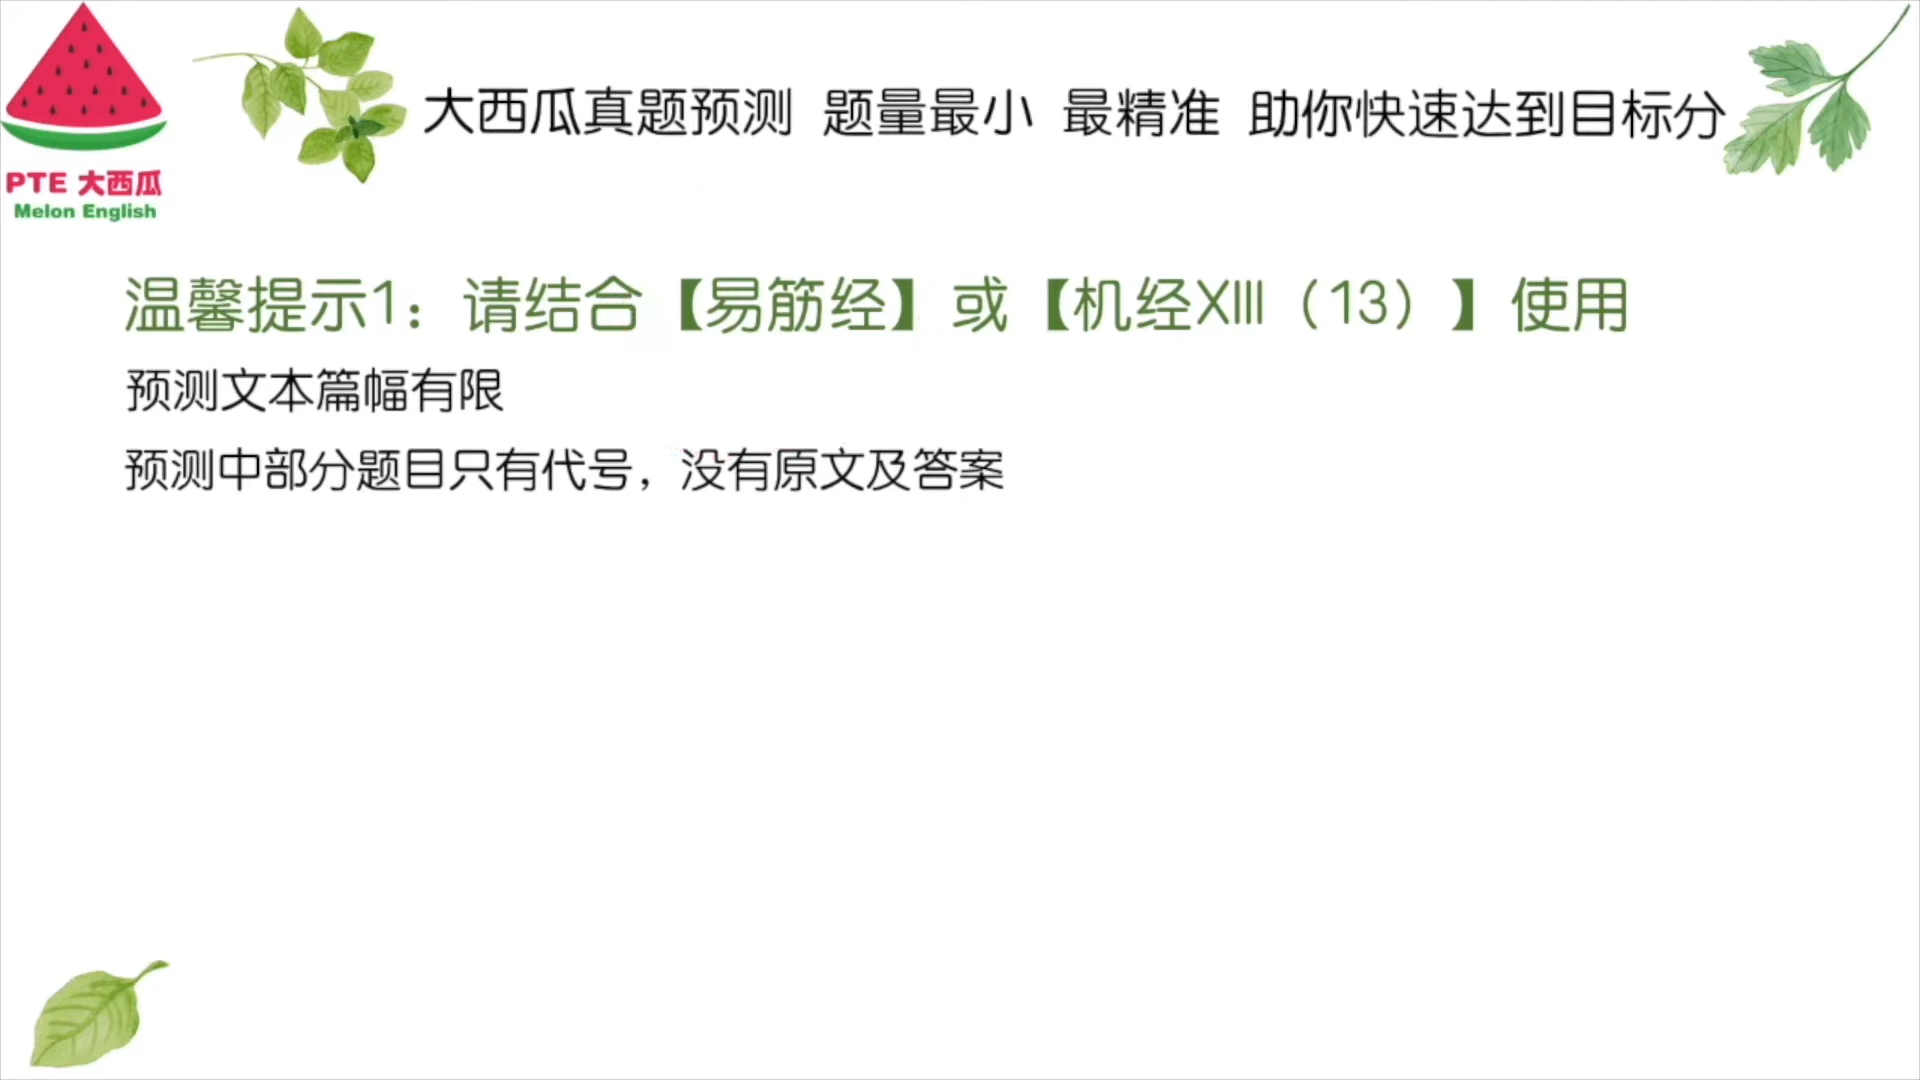 PTE 大西瓜
Melon English
大西瓜真题预测 题量最小 最精准 助你快速达到目标分
温馨提示1：请结合【易筋经】或【机经XIII（13）】使用
预测文本篇幅有限
预测中部分题目只有代号，没有原文及答案